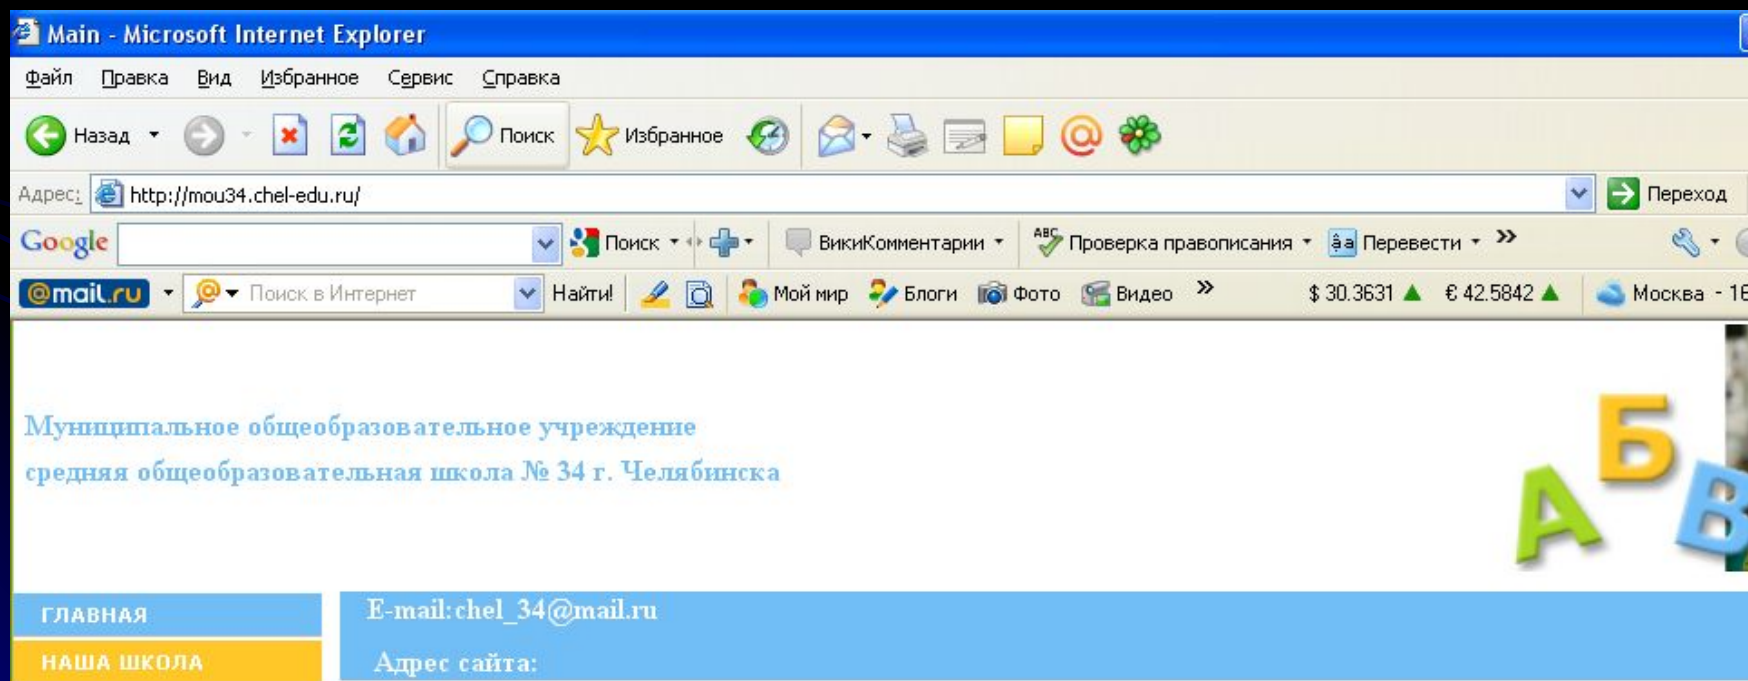 Main - Microsoft Internet Explorer
Файл Правка Вид Избранное Сервис Справка
Назад Поиск Избранное
Адрес: http://mou34.chel-edu.ru/ Переход
Google Поиск ВикиКомментарии ABC Проверка правописания âa Перевести »
@mail.ru Поиск в Интернет Найти! Мой мир Блоги Фото Видео » $ 30.3631 ▲ € 42.5842 ▲ Москва - 16
Муниципальное общеобразовательное учреждение
средняя общеобразовательная школа № 34 г. Челябинска
А Б В
ГЛАВНАЯ E-mail:chel_34@mail.ru
НАША ШКОЛА Адрес сайта: